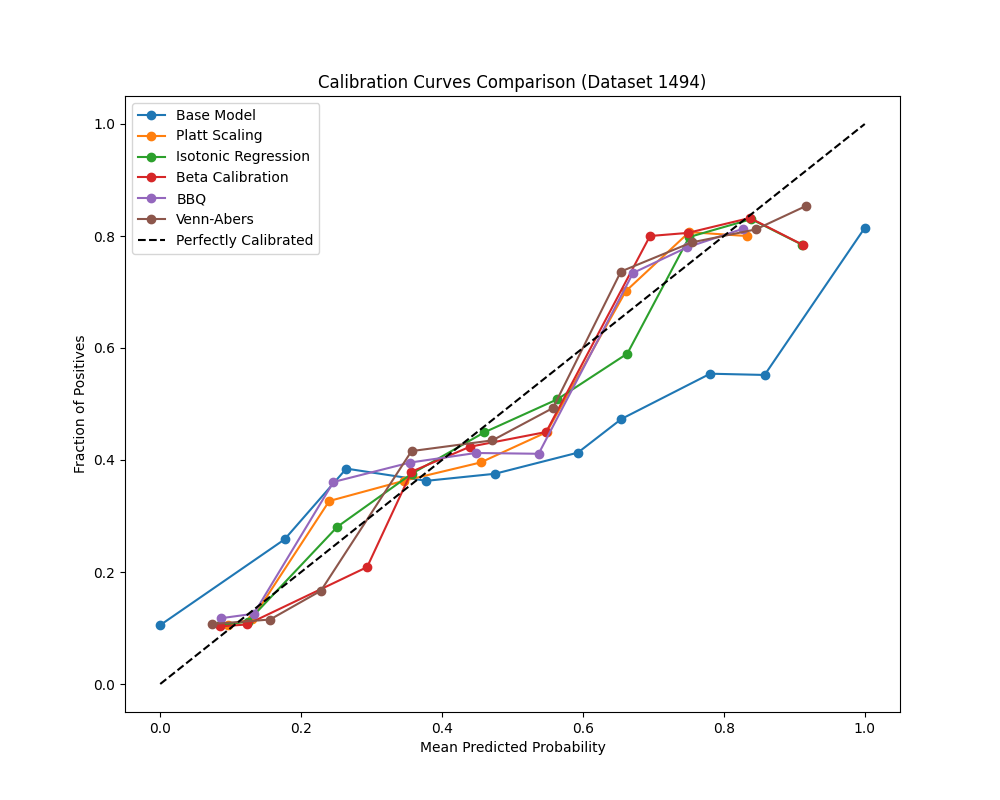 Calibration Curves Comparison (Dataset 1494)
Base Model
Platt Scaling
Isotonic Regression
Beta Calibration
BBQ
Venn-Abers
Perfectly Calibrated
Fraction of Positives
1.0
0.8
0.6
0.4
0.2
0.0
0.0 0.2 0.4 0.6 0.8 1.0
Mean Predicted Probability